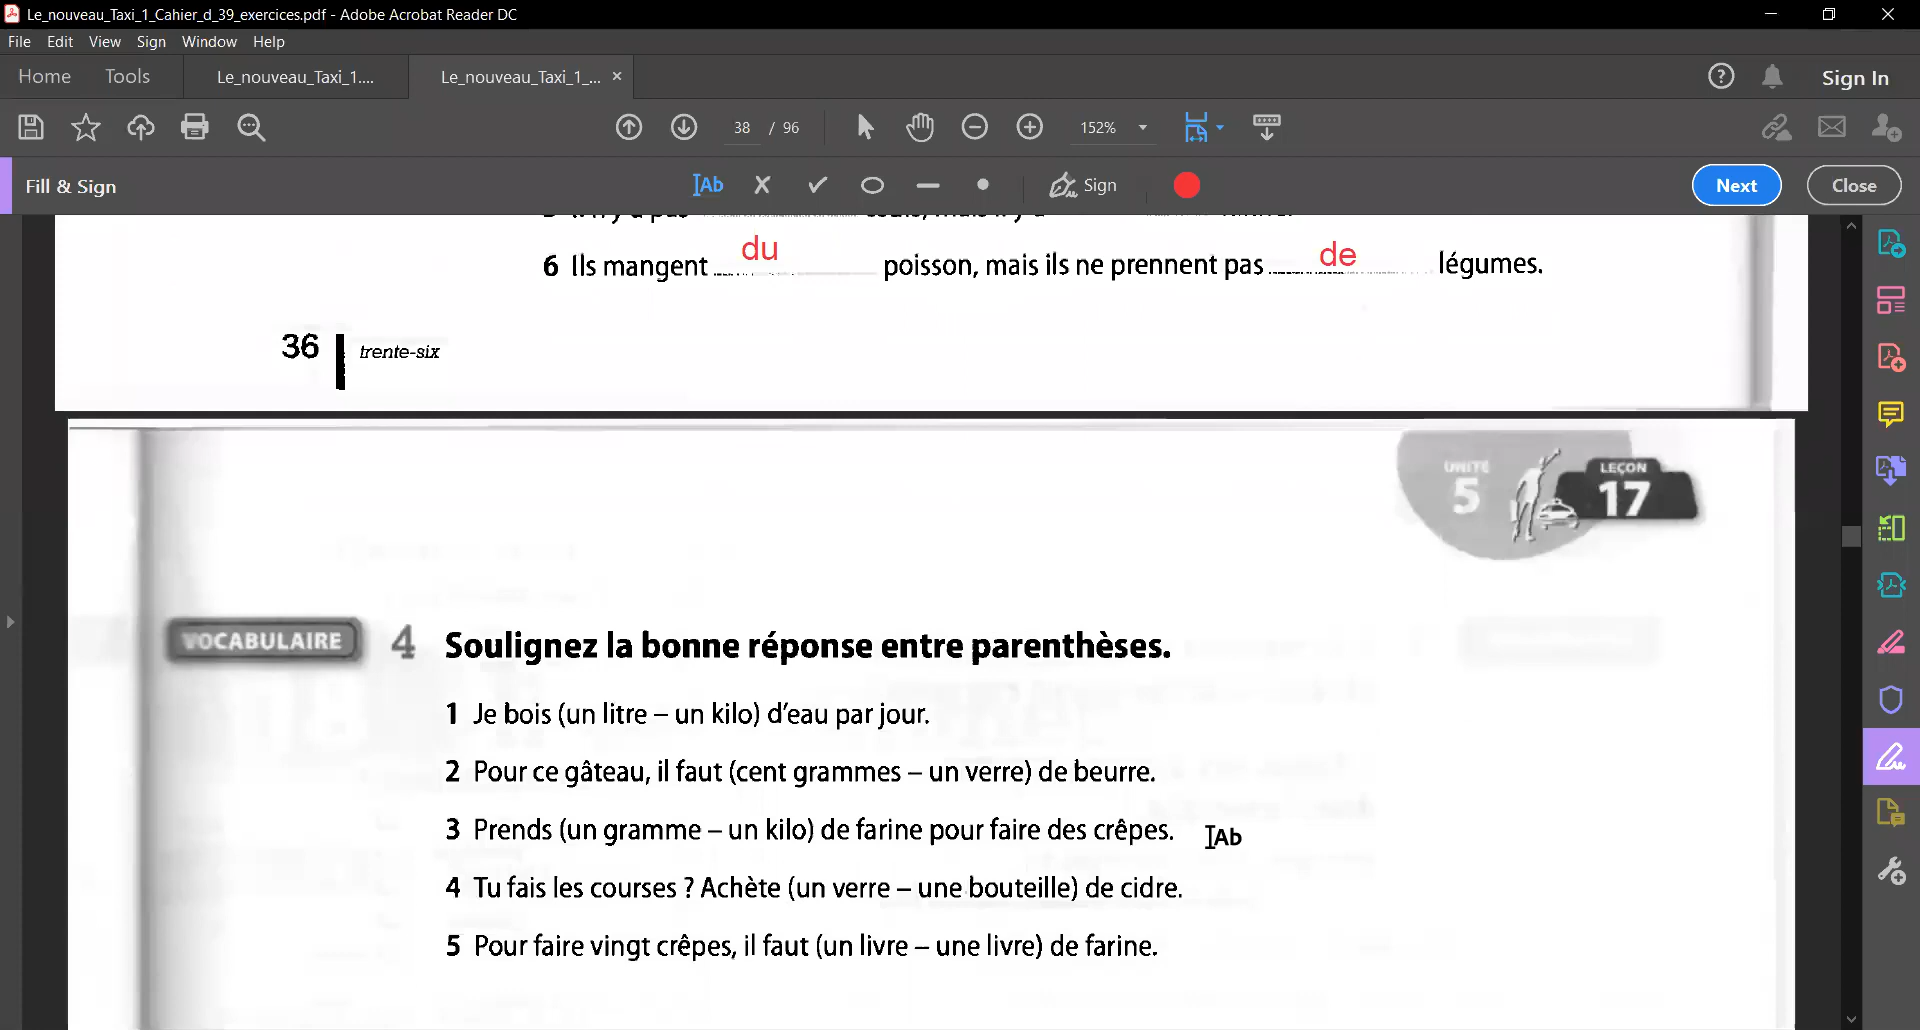 Le_nouveau_Taxi_1_Cahier_d_39_exercices.pdf - Adobe Acrobat Reader DC
File Edit View Sign Window Help
Home Tools Le_nouveau_Taxi_1.... Le_nouveau_Taxi_1_... × Sign In
38 / 96 152%
Fill & Sign Ab Sign Next Close
6 Ils mangent du poisson, mais ils ne prennent pas de légumes.
36 trente-six
UNITÉ 5 LEÇON 17
VOCABULAIRE 4 Soulignez la bonne réponse entre parenthèses.
1 Je bois (un litre – un kilo) d'eau par jour.
2 Pour ce gâteau, il faut (cent grammes – un verre) de beurre.
3 Prends (un gramme – un kilo) de farine pour faire des crêpes. Ab
4 Tu fais les courses ? Achète (un verre – une bouteille) de cidre.
5 Pour faire vingt crêpes, il faut (un livre – une livre) de farine.